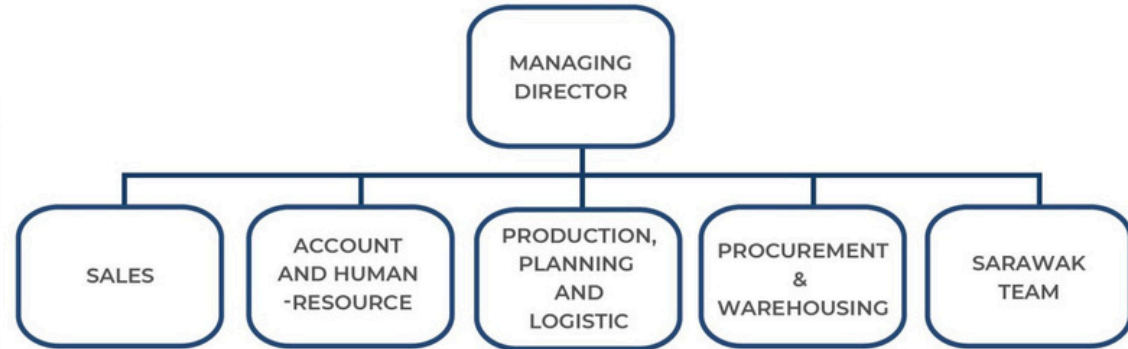 MANAGING
DIRECTOR
SALES
ACCOUNT
AND HUMAN
-RESOURCE
PRODUCTION,
PLANNING
AND
LOGISTIC
PROCUREMENT
&
WAREHOUSING
SARAWAK
TEAM